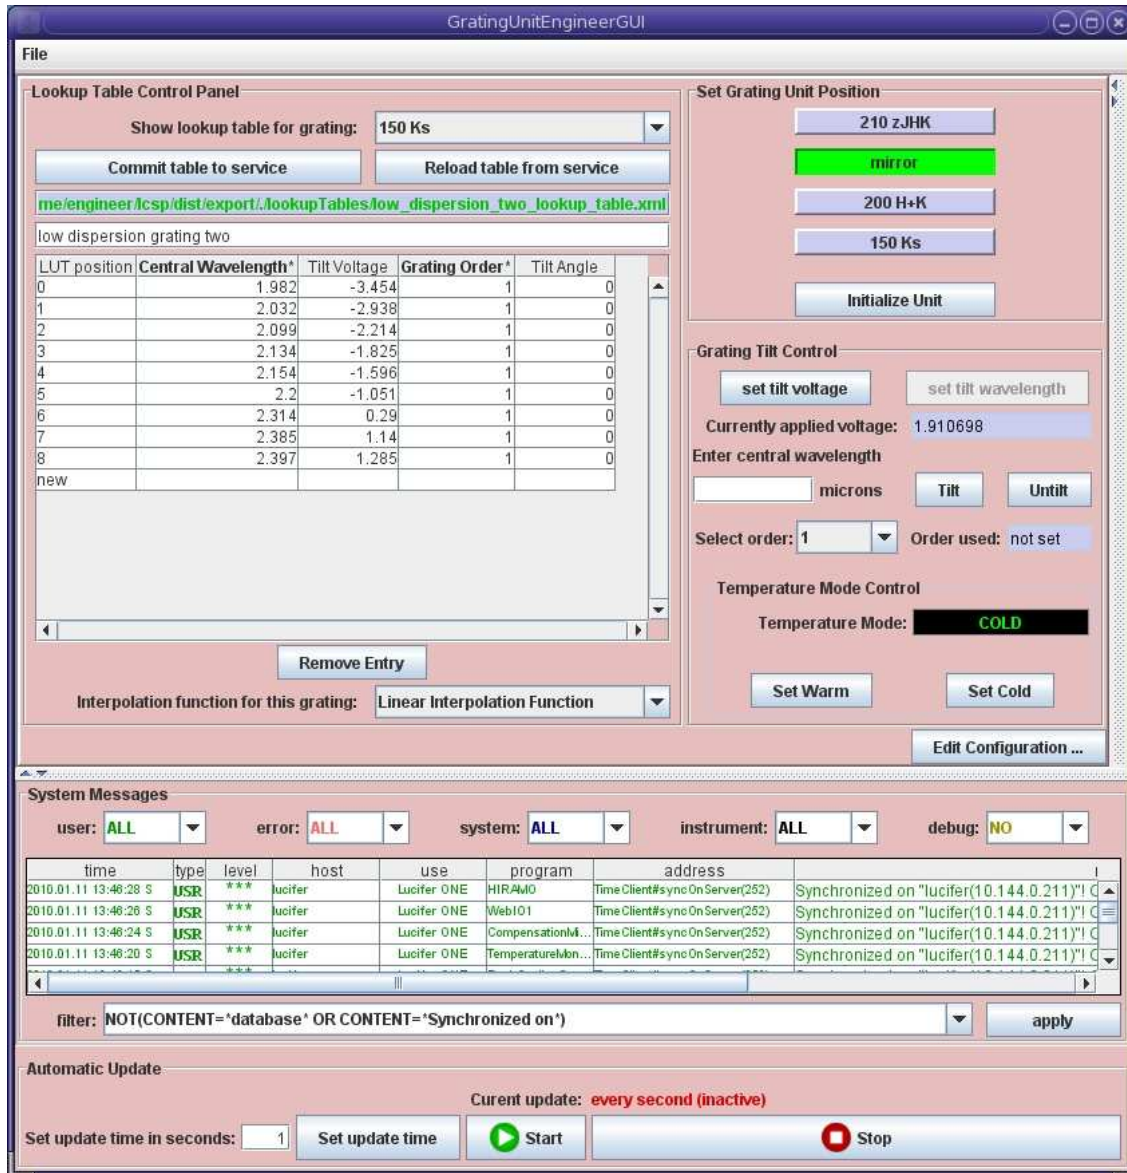 GratingUnitEngineerGUI
File
Lookup Table Control Panel
Show lookup table for grating: 150 Ks
Commit table to service Reload table from service
me/engineer/lcsp/dist/export/./lookupTables/low_dispersion_two_lookup_table.xml
low dispersion grating two
LUT position Central Wavelength* Tilt Voltage Grating Order* Tilt Angle
0 1.982 -3.454 1 0
1 2.032 -2.938 1 0
2 2.099 -2.214 1 0
3 2.134 -1.825 1 0
4 2.154 -1.596 1 0
5 2.2 -1.051 1 0
6 2.314 0.29 1 0
7 2.385 1.14 1 0
8 2.397 1.285 1 0
new
Remove Entry
Interpolation function for this grating: Linear Interpolation Function
Set Grating Unit Position
210 zJHK
mirror
200 H+K
150 Ks
Initialize Unit
Grating Tilt Control
set tilt voltage set tilt wavelength
Currently applied voltage: 1.910698
Enter central wavelength
microns Tilt Untilt
Select order: 1 Order used: not set
Temperature Mode Control
Temperature Mode: COLD
Set Warm Set Cold
Edit Configuration ...
System Messages
user: ALL error: ALL system: ALL instrument: ALL debug: NO
time type level host use program address
2010.01.11 13:46:28 S USR *** lucifer Lucifer ONE HIRAMO TimeClient#syncOnServer(252) Synchronized on "lucifer(10.144.0.211)"! C
2010.01.11 13:46:26 S USR *** lucifer Lucifer ONE WebIO1 TimeClient#syncOnServer(252) Synchronized on "lucifer(10.144.0.211)"! C
2010.01.11 13:46:24 S USR *** lucifer Lucifer ONE CompensationMi... TimeClient#syncOnServer(252) Synchronized on "lucifer(10.144.0.211)"! C
2010.01.11 13:46:20 S USR *** lucifer Lucifer ONE TemperatureMon... TimeClient#syncOnServer(252) Synchronized on "lucifer(10.144.0.211)"! C
filter: NOT(CONTENT=*database* OR CONTENT=*Synchronized on*) apply
Automatic Update
Curent update: every second (inactive)
Set update time in seconds: 1 Set update time Start Stop